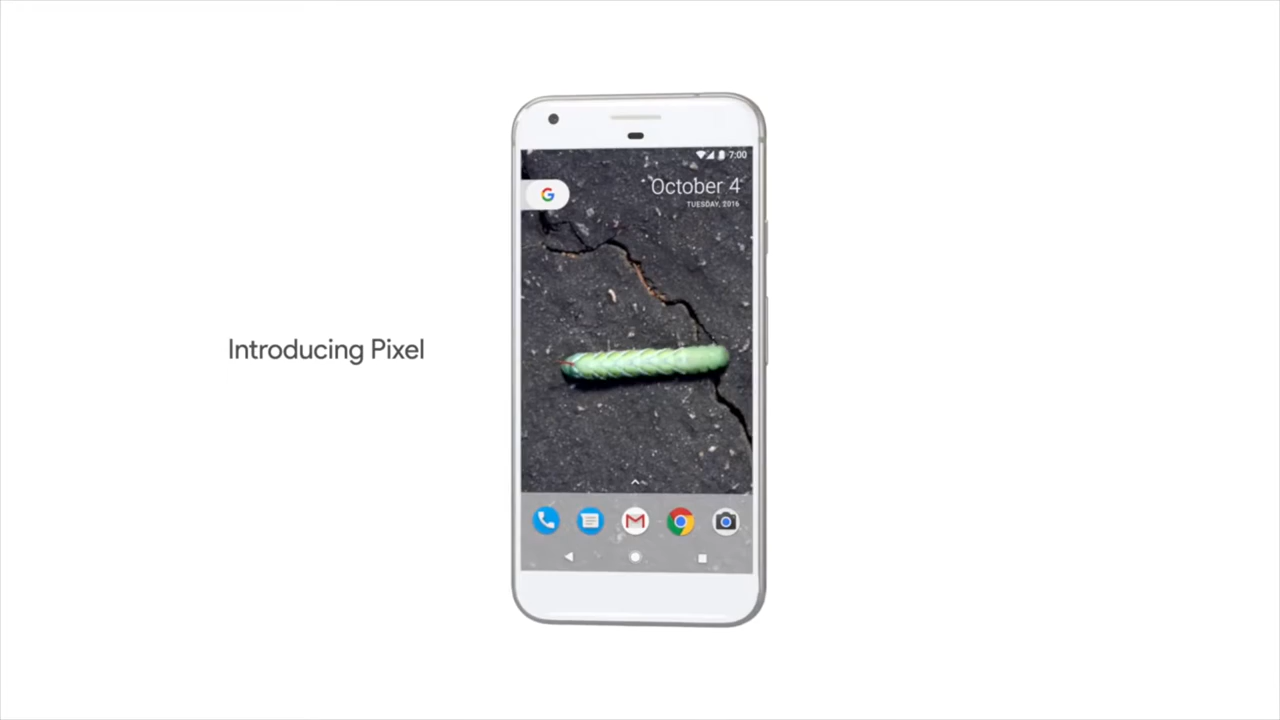 Introducing Pixel
7:00
G
October 4
TUESDAY, 2016